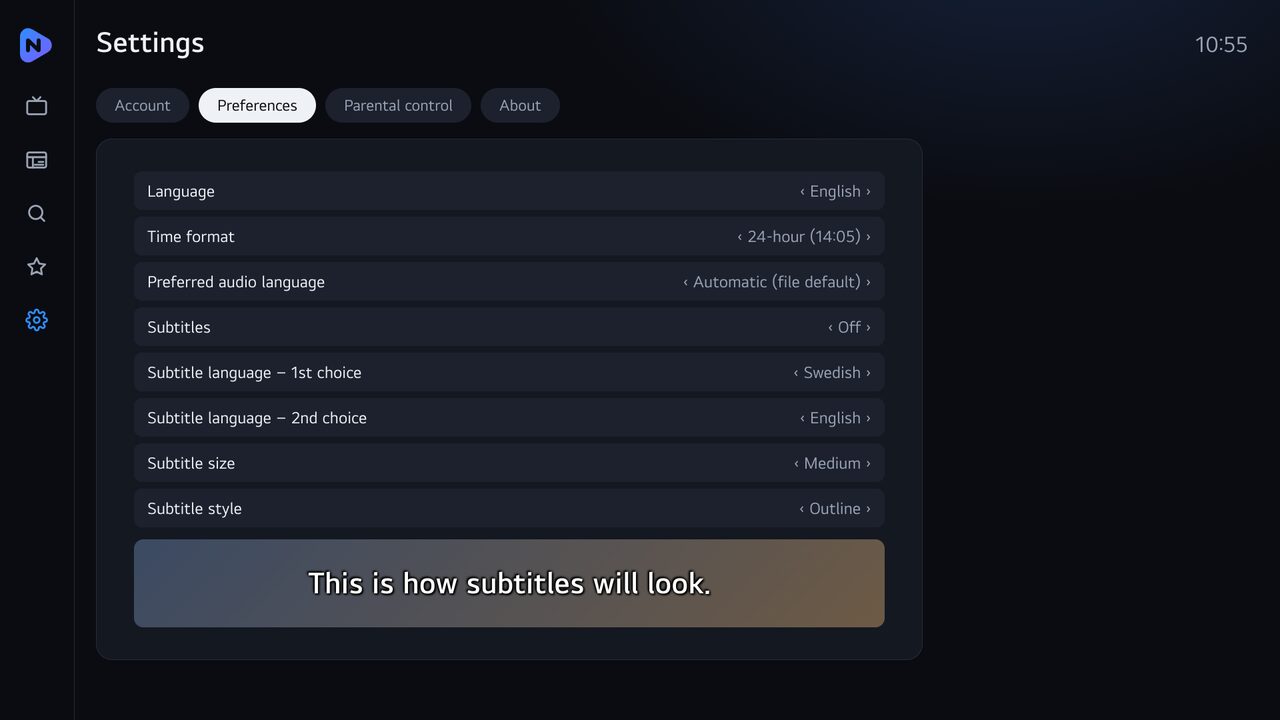 N
Settings
10:55
Account
Preferences
Parental control
About
Language ‹ English ›
Time format ‹ 24-hour (14:05) ›
Preferred audio language ‹ Automatic (file default) ›
Subtitles ‹ Off ›
Subtitle language – 1st choice ‹ Swedish ›
Subtitle language – 2nd choice ‹ English ›
Subtitle size ‹ Medium ›
Subtitle style ‹ Outline ›
This is how subtitles will look.